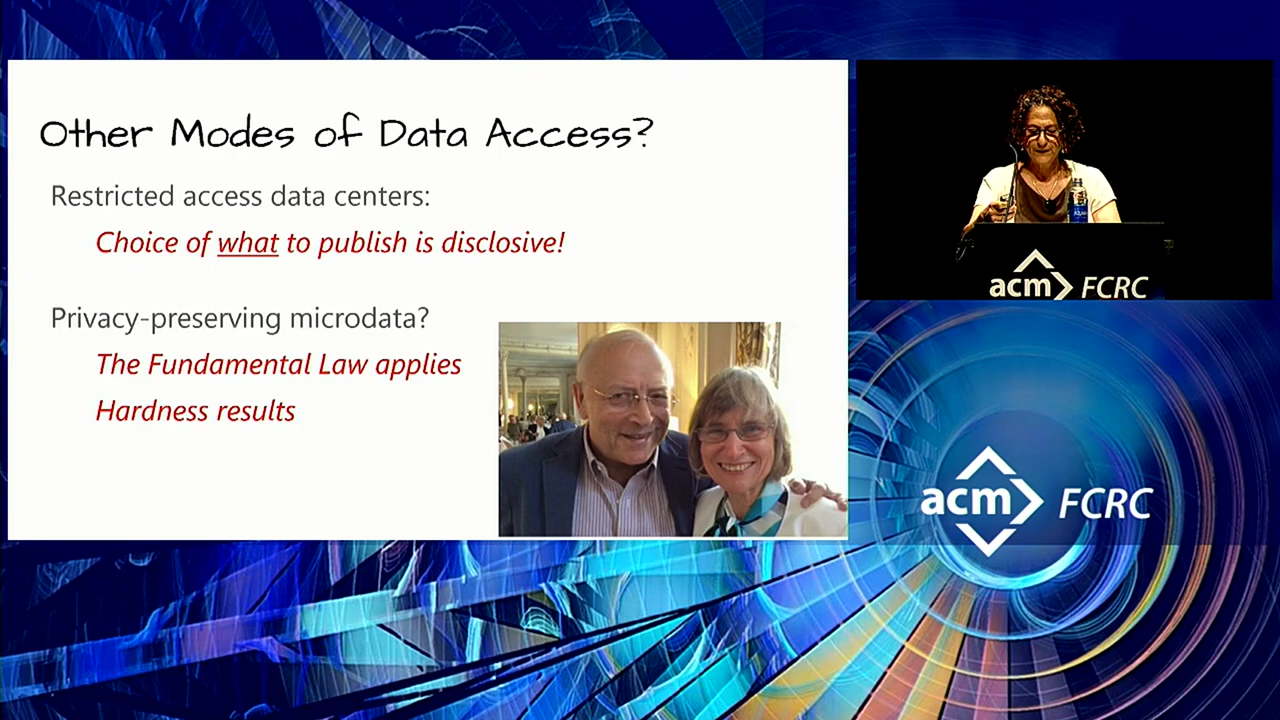 Other Modes of Data Access?
Restricted access data centers:
Choice of what to publish is disclosive!
Privacy-preserving microdata?
The Fundamental Law applies
Hardness results
acm FCRC
acm FCRC